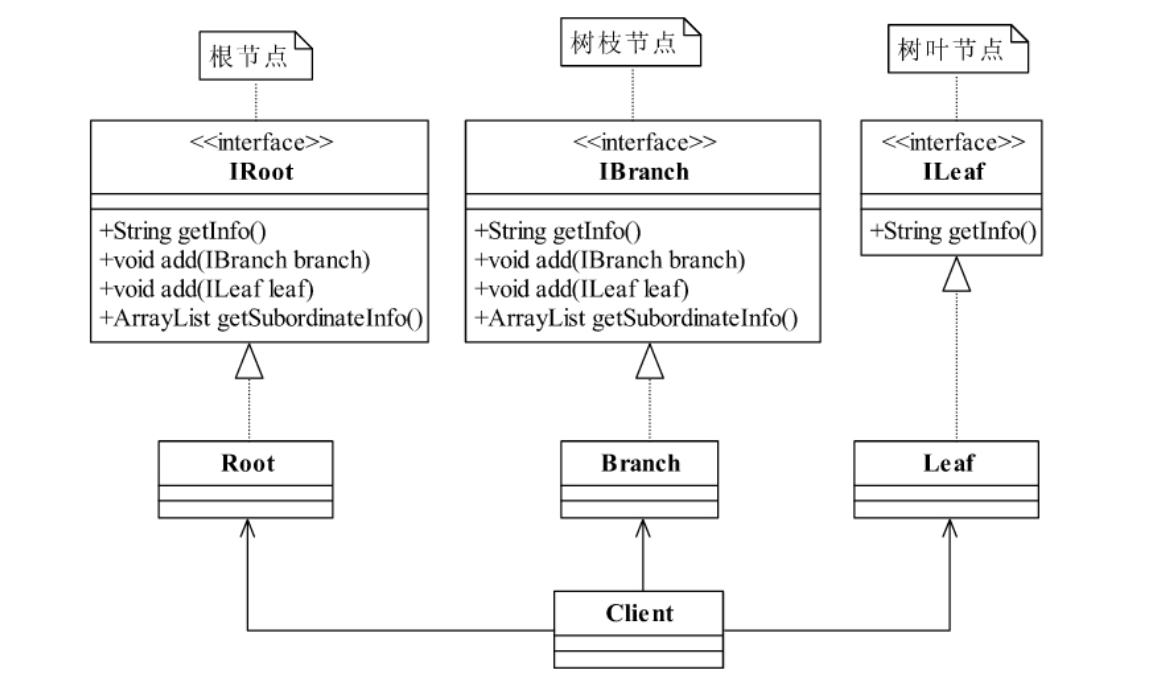 根节点
树枝节点
树叶节点
<<interface>>
IRoot
+String getInfo()
+void add(IBranch branch)
+void add(ILeaf leaf)
+ArrayList getSubordinateInfo()
<<interface>>
IBranch
+String getInfo()
+void add(IBranch branch)
+void add(ILeaf leaf)
+ArrayList getSubordinateInfo()
<<interface>>
ILeaf
+String getInfo()
Root
Branch
Leaf
Client